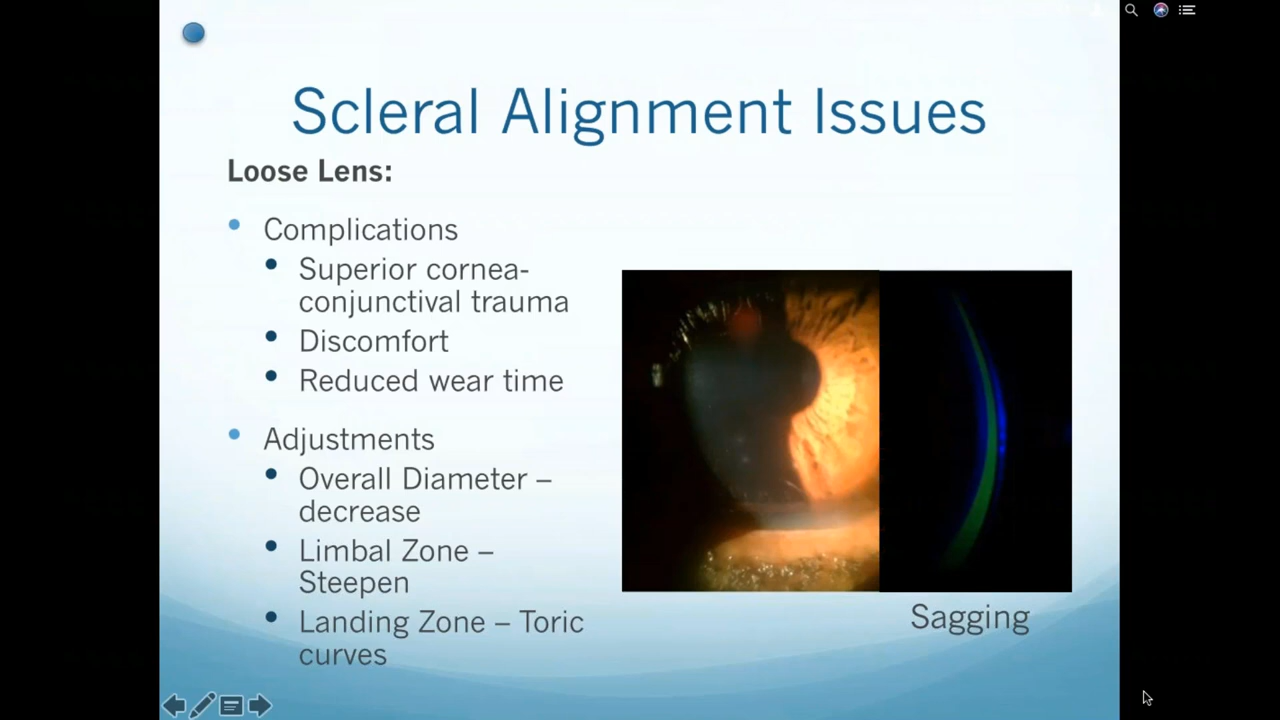 Scleral Alignment Issues
Loose Lens:
Complications
Superior cornea-
conjunctival trauma
Discomfort
Reduced wear time
Adjustments
Overall Diameter –
decrease
Limbal Zone –
Steepen
Landing Zone – Toric
curves
Sagging